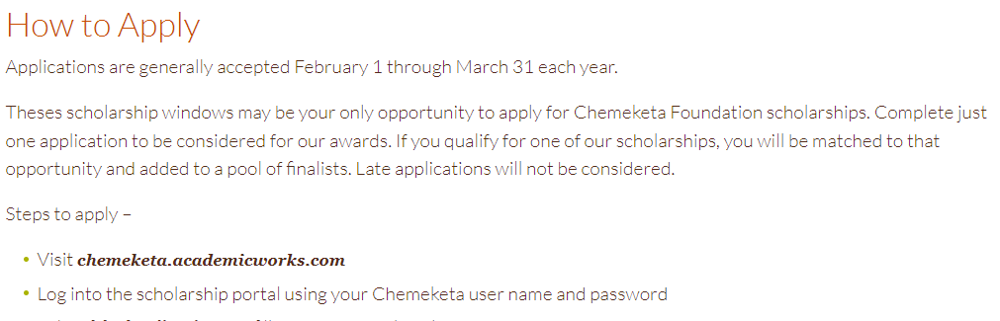 How to Apply
Applications are generally accepted February 1 through March 31 each year.
Theses scholarship windows may be your only opportunity to apply for Chemeketa Foundation scholarships. Complete just
one application to be considered for our awards. If you qualify for one of our scholarships, you will be matched to that
opportunity and added to a pool of finalists. Late applications will not be considered.
Steps to apply –
• Visit chemeketa.academicworks.com
• Log into the scholarship portal using your Chemeketa user name and password